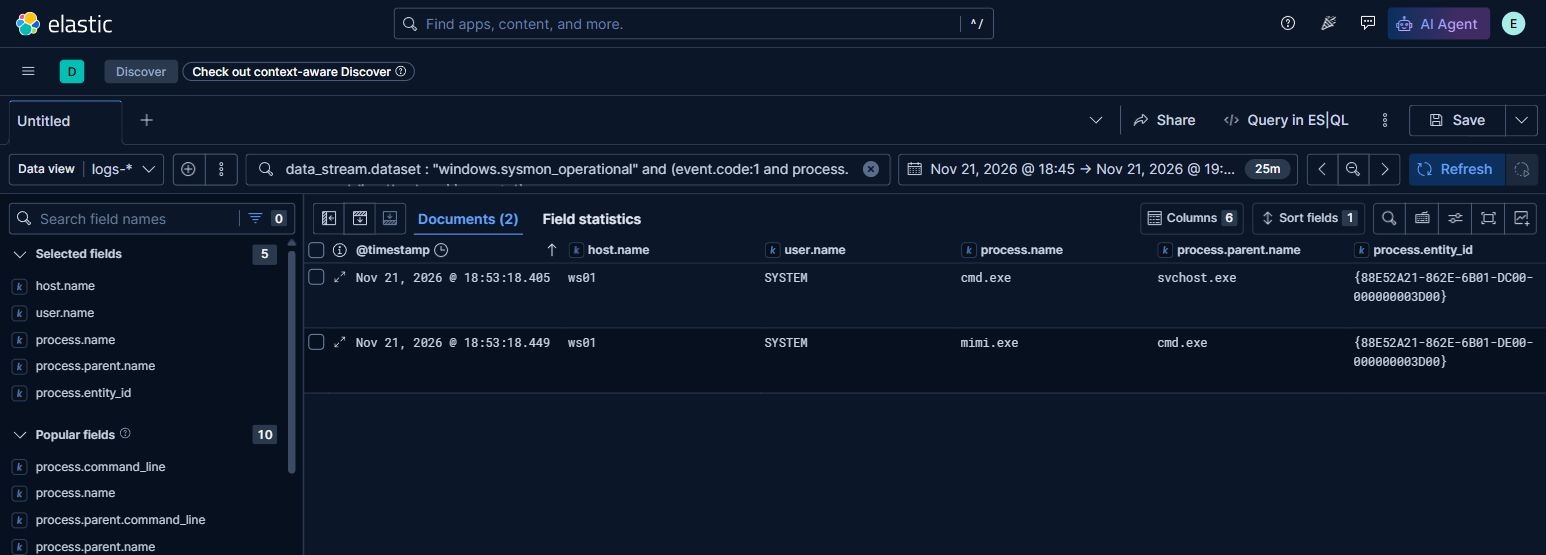 elastic
Find apps, content, and more.
^/
AI Agent
E
D
Discover
Check out context-aware Discover
Untitled
Share
Query in ES|QL
Save
Data view
logs-*
data_stream.dataset : "windows.sysmon_operational" and (event.code:1 and process.
Nov 21, 2026 @ 18:45 → Nov 21, 2026 @ 19:...
25m
Refresh
Search field names
0
Documents (2)
Field statistics
Columns 6
Sort fields 1
Selected fields
5
k host.name
k user.name
k process.name
k process.parent.name
k process.entity_id
Popular fields
10
k process.command_line
k process.name
k process.parent.command_line
k process.parent.name
@timestamp
k host.name
k user.name
k process.name
k process.parent.name
k process.entity_id
Nov 21, 2026 @ 18:53:18.405 ws01 SYSTEM cmd.exe svchost.exe {88E52A21-862E-6B01-DC00-
000000003D00}
Nov 21, 2026 @ 18:53:18.449 ws01 SYSTEM mimi.exe cmd.exe {88E52A21-862E-6B01-DE00-
000000003D00}